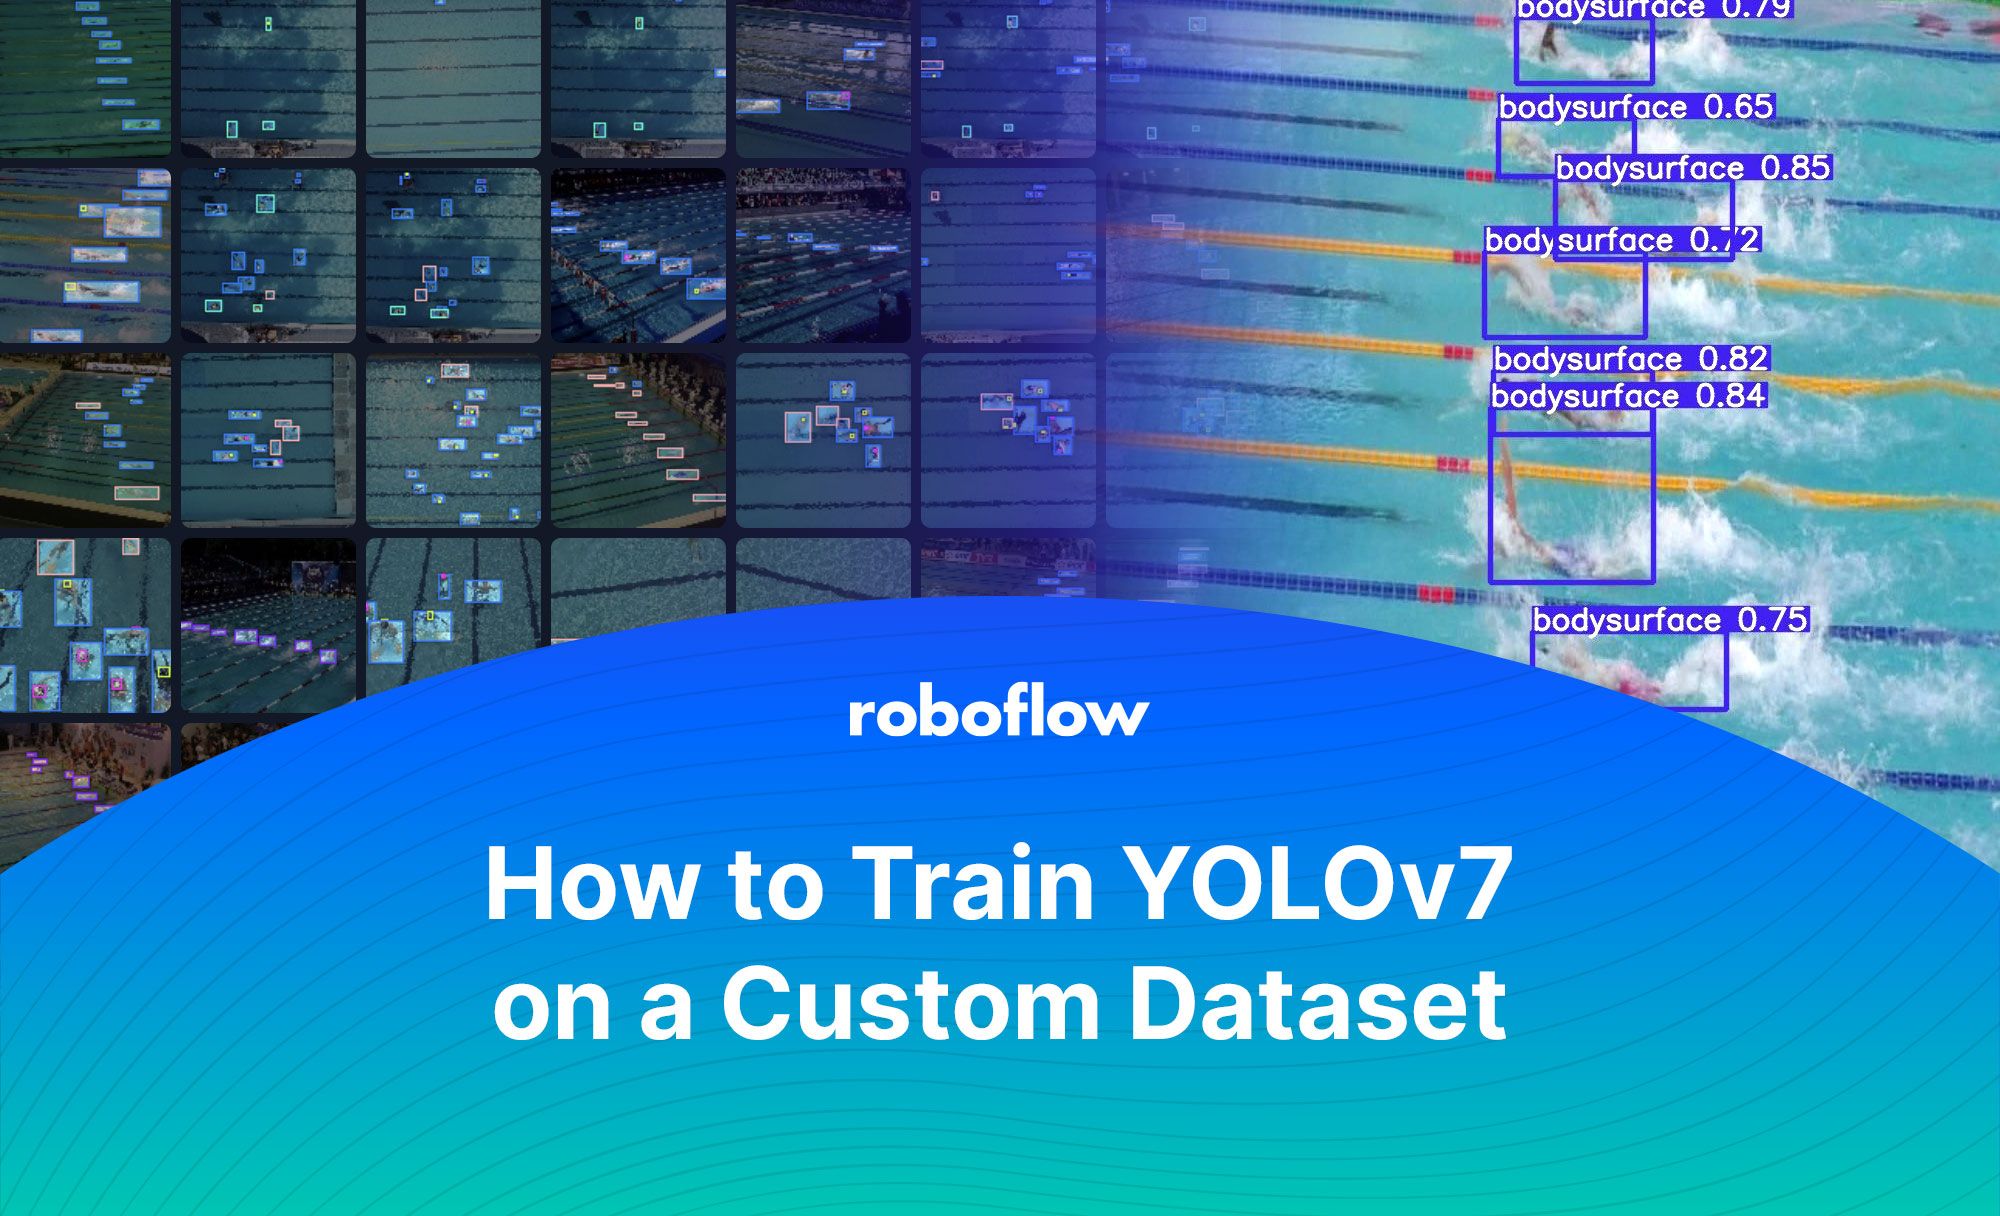 bodysurface 0.79
bodysurface 0.65
bodysurface 0.85
bodysurface 0.72
bodysurface 0.82
bodysurface 0.84
bodysurface 0.75
roboflow
How to Train YOLOv7
on a Custom Dataset